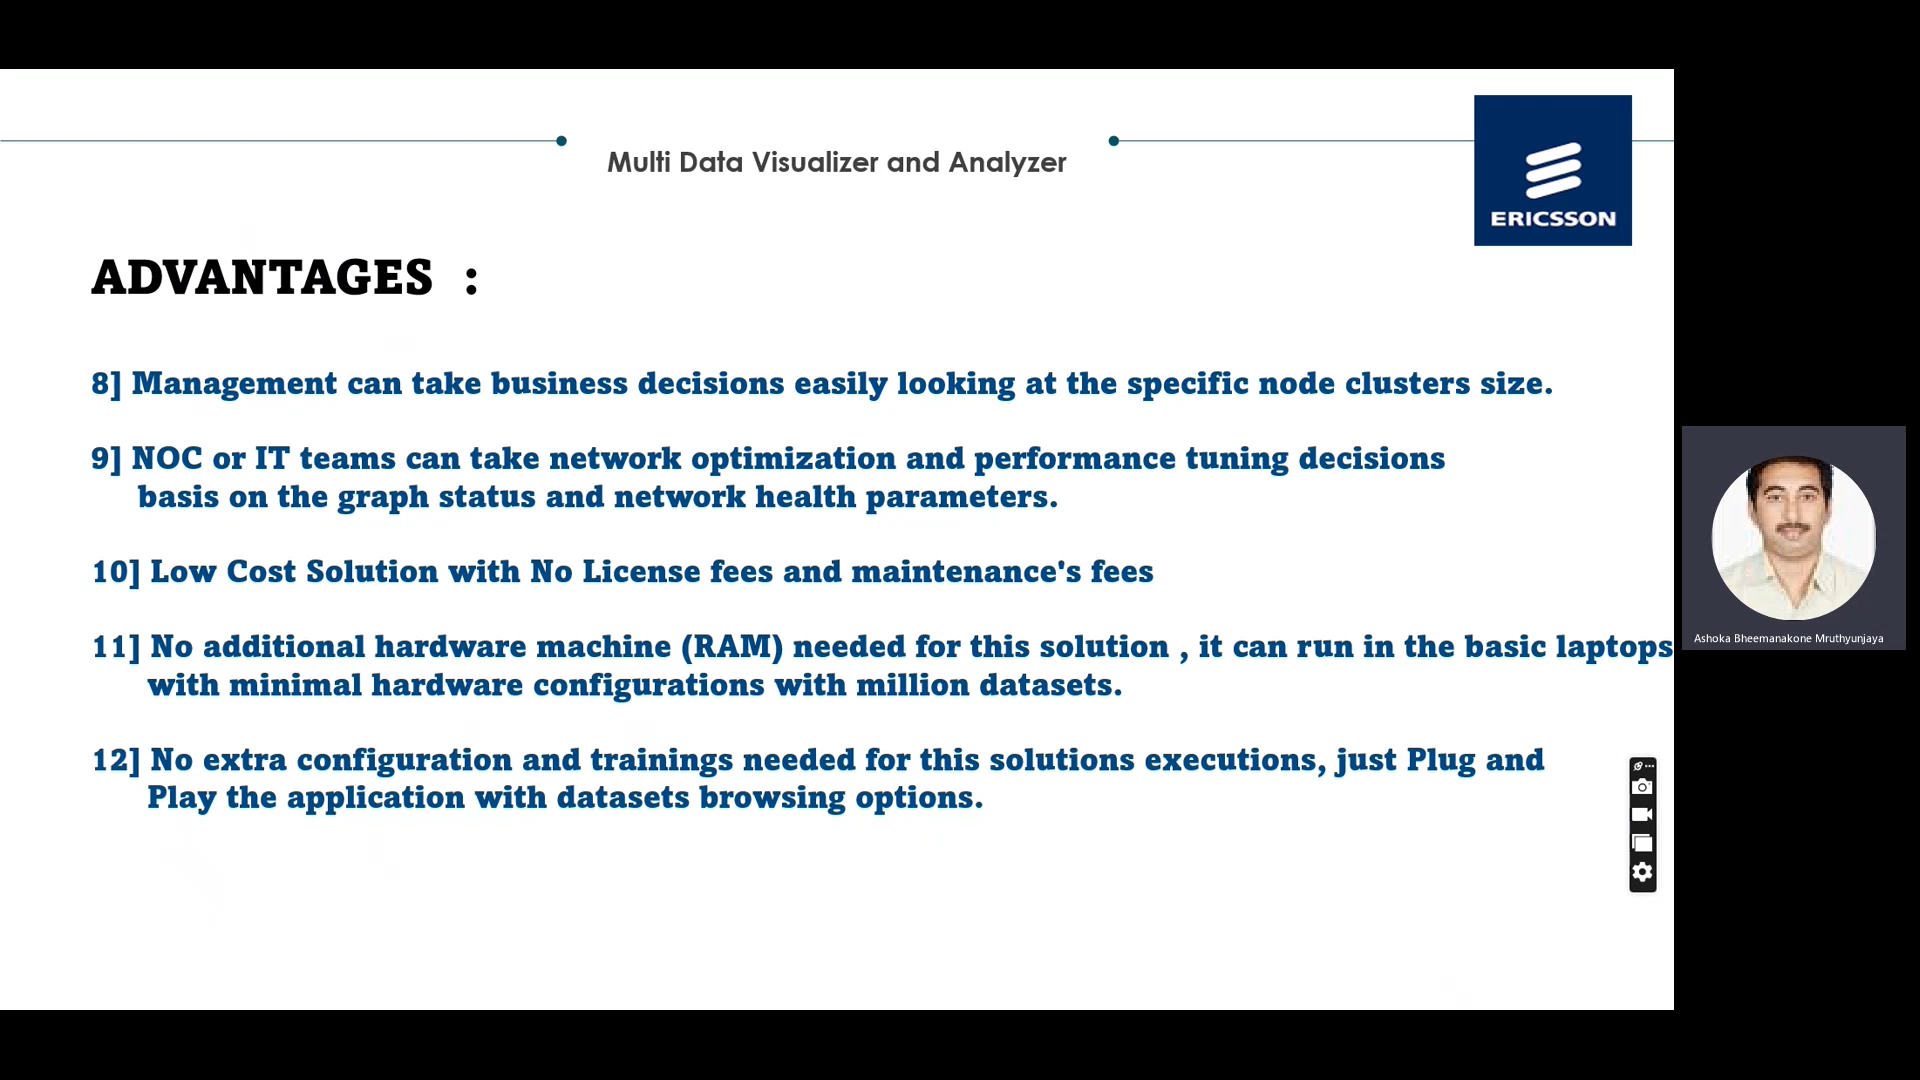 Multi Data Visualizer and Analyzer
ERICSSON
ADVANTAGES :
8] Management can take business decisions easily looking at the specific node clusters size.
9] NOC or IT teams can take network optimization and performance tuning decisions
basis on the graph status and network health parameters.
10] Low Cost Solution with No License fees and maintenance's fees
11] No additional hardware machine (RAM) needed for this solution , it can run in the basic laptops
with minimal hardware configurations with million datasets.
12] No extra configuration and trainings needed for this solutions executions, just Plug and
Play the application with datasets browsing options.
Ashoka Bheemanakone Mruthyunjaya